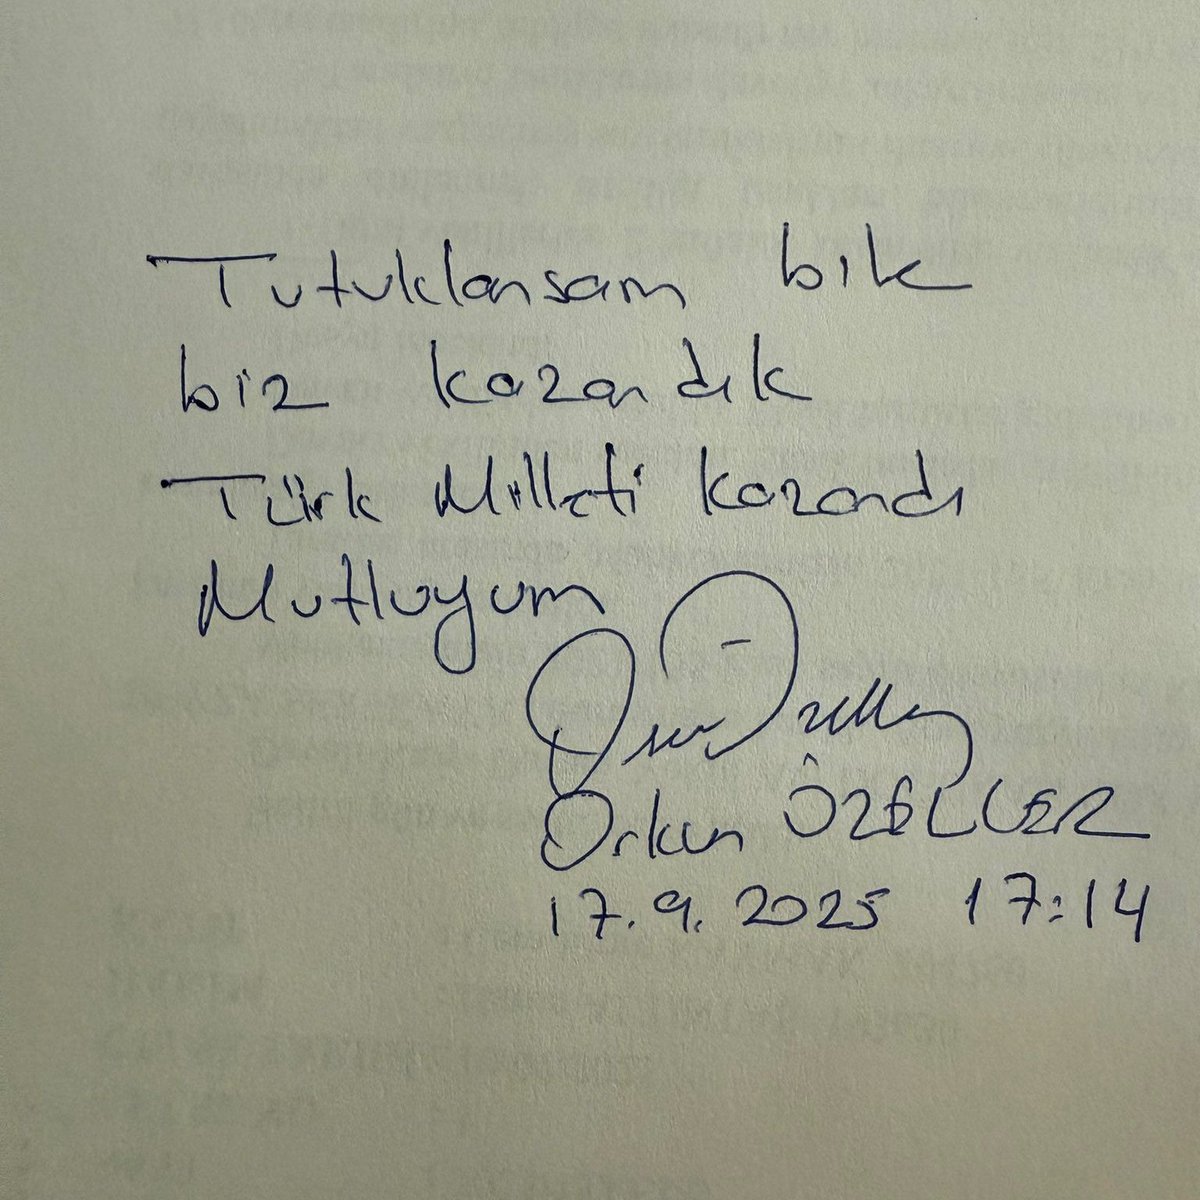 Tutuklansam bile
biz kazandık
Türk Milleti kazandı
Mutluyum
Orkun ÖZELLER
17.9.2025 17:14